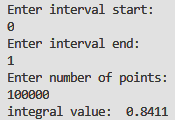 Enter interval start:
0
Enter interval end:
1
Enter number of points:
100000
integral value:  0.8411